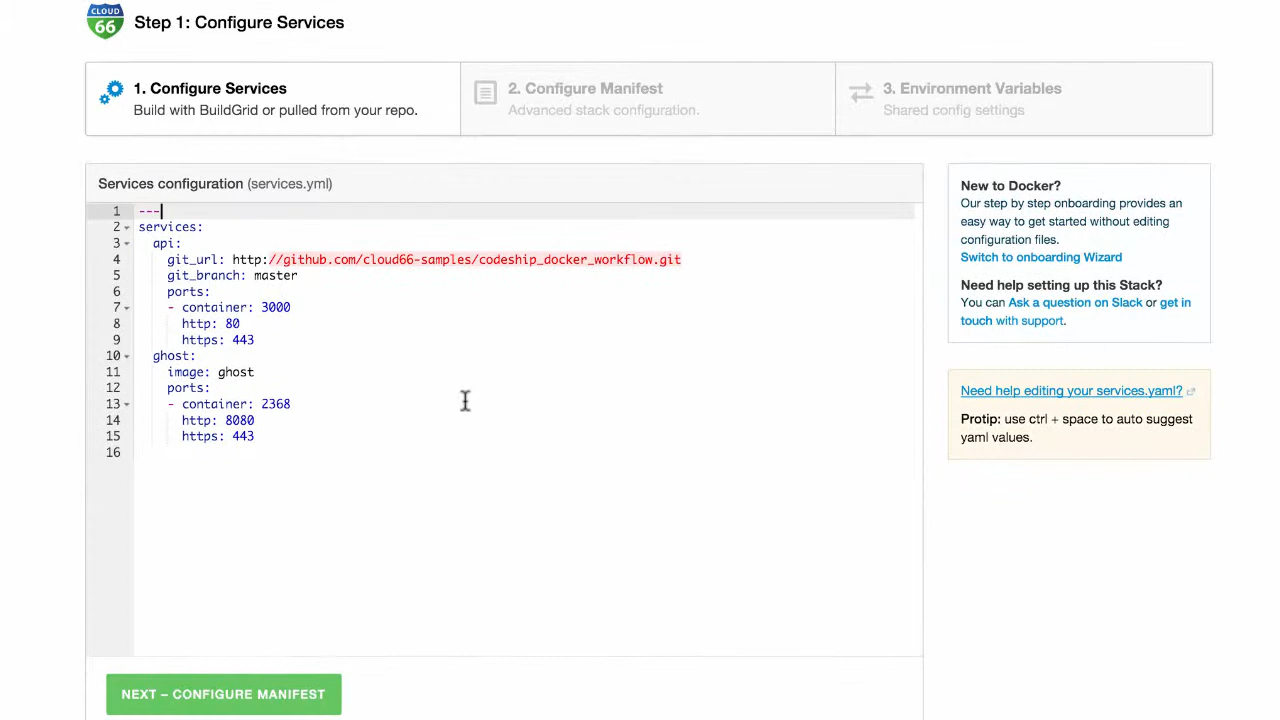 CLOUD
66
Step 1: Configure Services
1. Configure Services
Build with BuildGrid or pulled from your repo.
2. Configure Manifest
Advanced stack configuration.
3. Environment Variables
Shared config settings
Services configuration (services.yml)
1 ---
2 services:
3 api:
4 git_url: http://github.com/cloud66-samples/codeship_docker_workflow.git
5 git_branch: master
6 ports:
7 - container: 3000
8 http: 80
9 https: 443
10 ghost:
11 image: ghost
12 ports:
13 - container: 2368
14 http: 8080
15 https: 443
16
NEXT – CONFIGURE MANIFEST
New to Docker?
Our step by step onboarding provides an
easy way to get started without editing
configuration files.
Switch to onboarding Wizard
Need help setting up this Stack?
You can Ask a question on Slack or get in
touch with support.
Need help editing your services.yaml?
Protip: use ctrl + space to auto suggest
yaml values.